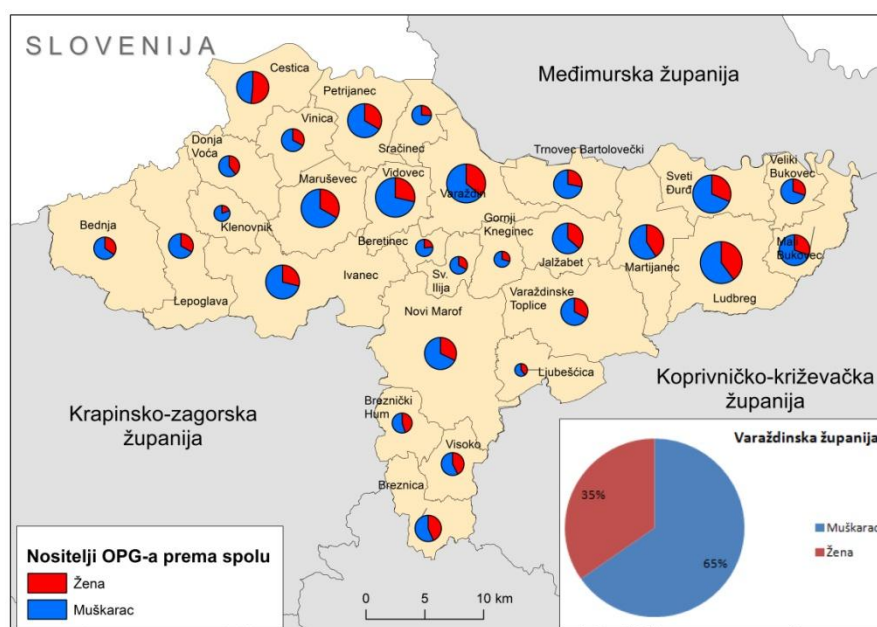 SLOVENIJA
Cestica
Međimurska županija
Petrijanec
Vinica
Donja
Voća
Sračinec
Trnovec Bartolovečki
Sveti
Đurđ
Veliki
Bukovec
Maruševec
Vidovec
Varaždin
Bednja
Klenovnik
Gornji
Kneginec
Beretinec
Mali
Bukovec
Sv.
Ilija
Jalžabet
Martijanec
Ivanec
Lepoglava
Varaždinske
Toplice
Ludbreg
Novi Marof
Ljubešćica
Koprivničko-križevačka
županija
Krapinsko-zagorska
županija
Breznički
Hum
Visoko
Breznica
Varaždinska županija
35%
65%
Muškarac
Žena
Nositelji OPG-a prema spolu
Žena
Muškarac
0 5 10 km